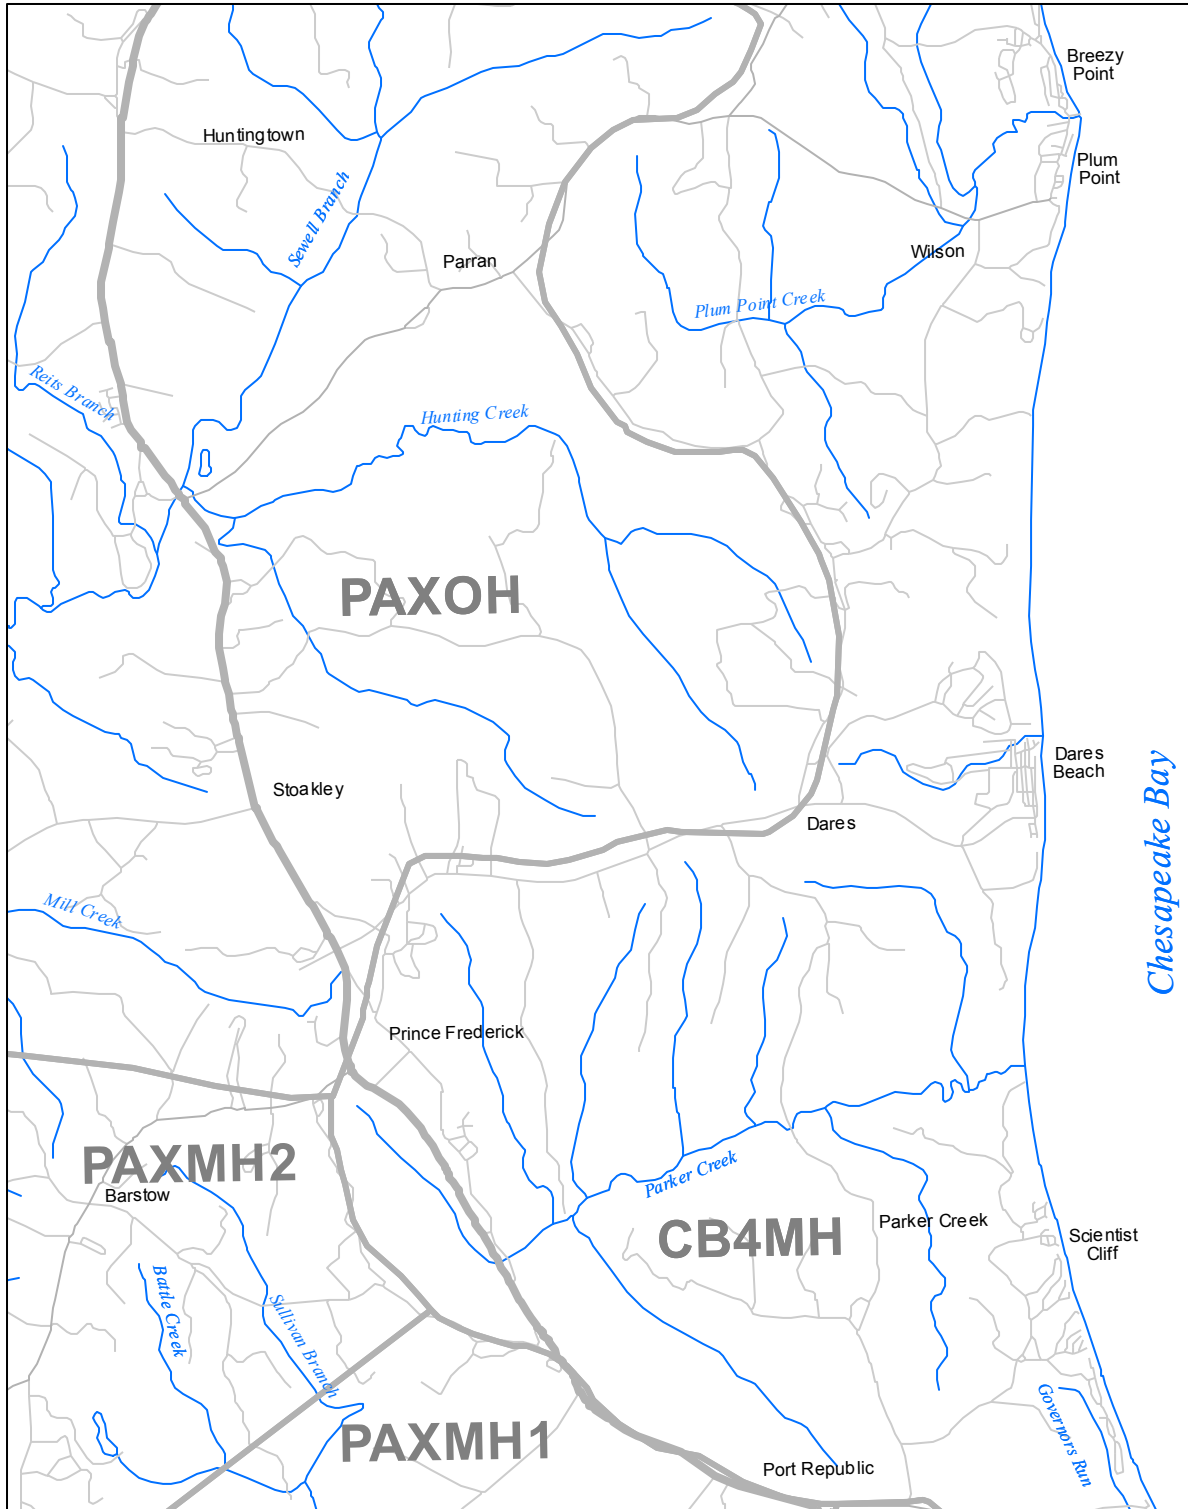 Breezy
Point
Huntingtown
Plum
Point
Sewell Branch
Wilson
Parran
Plum Point Creek
Reits Branch
Hunting Creek
PAXOH
Dares
Beach
Chesapeake Bay
Stoakley
Dares
Mill Creek
Prince Frederick
PAXMH2
Barstow
Parker Creek
CB4MH
Parker Creek
Scientist
Cliff
Battle Creek
Sullivan Branch
PAXMH1
Governors Run
Port Republic